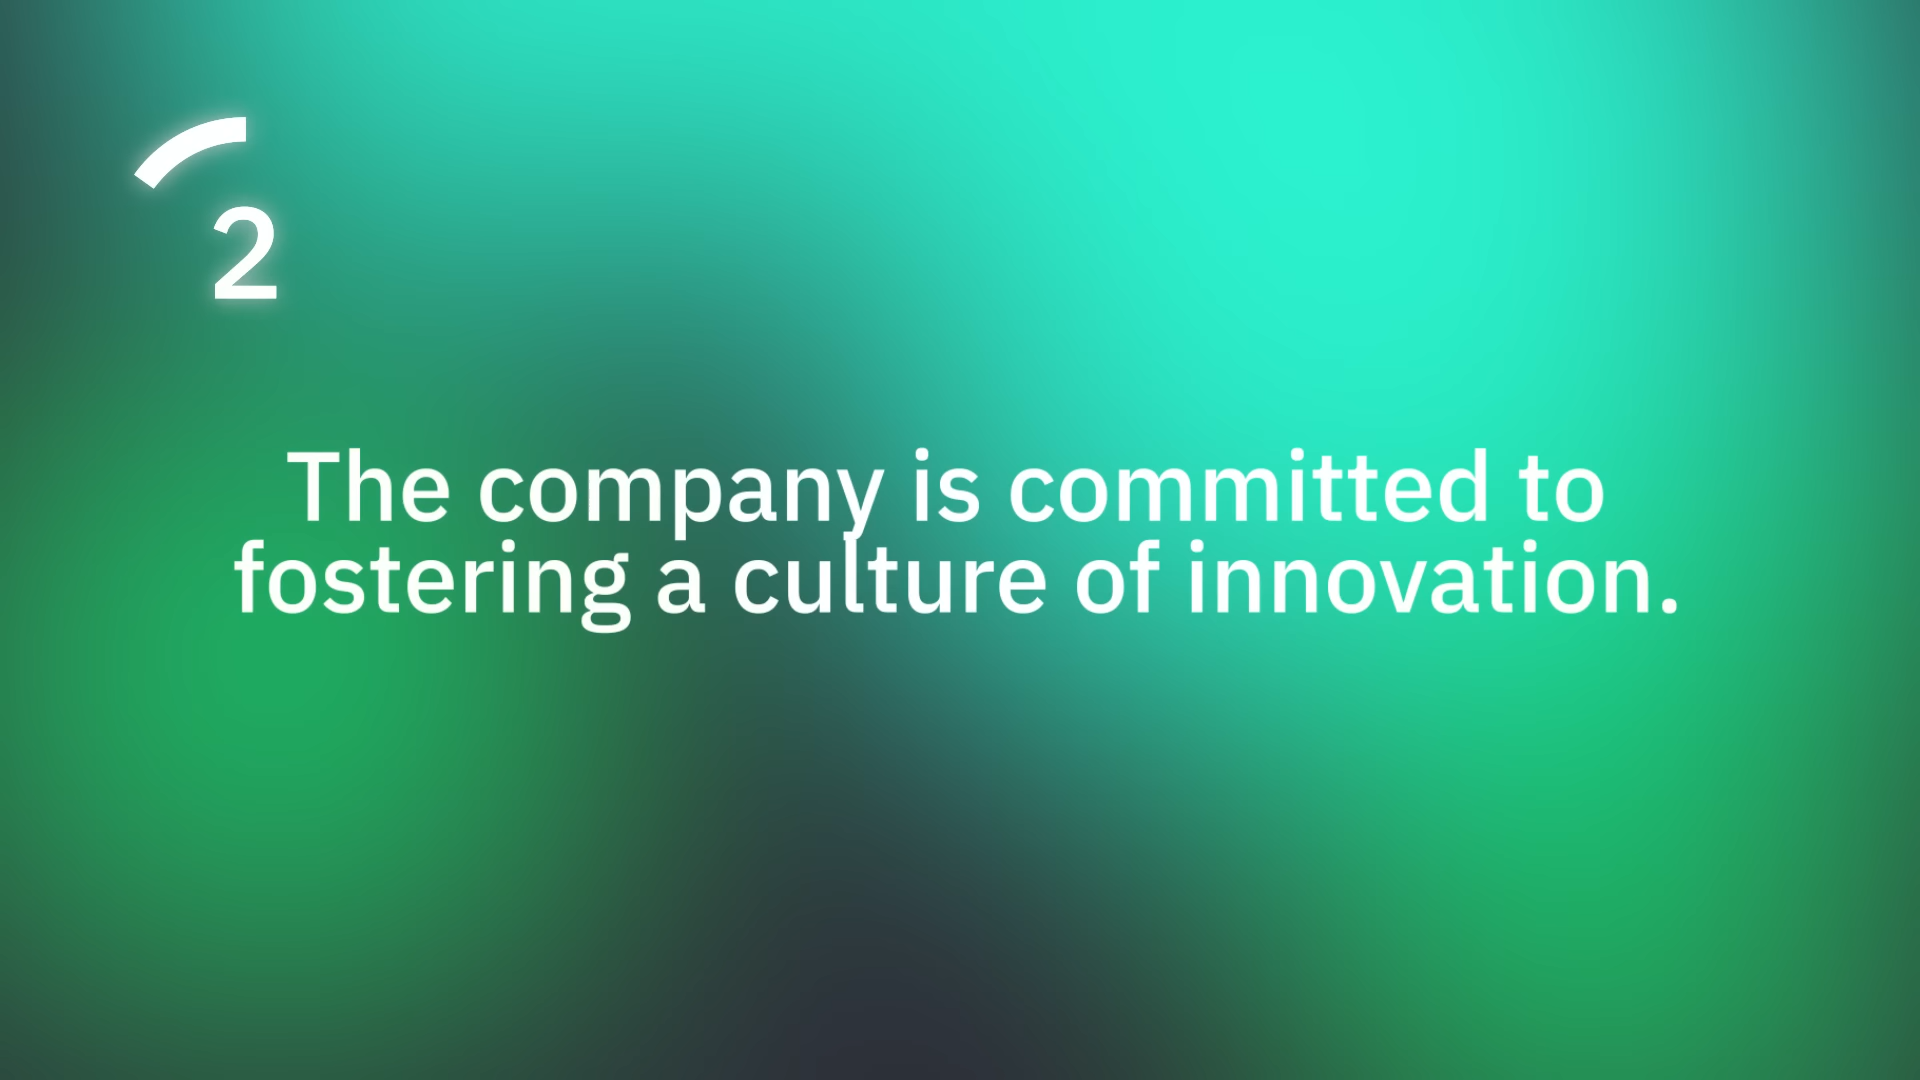 2
The company is committed to
fostering a culture of innovation.